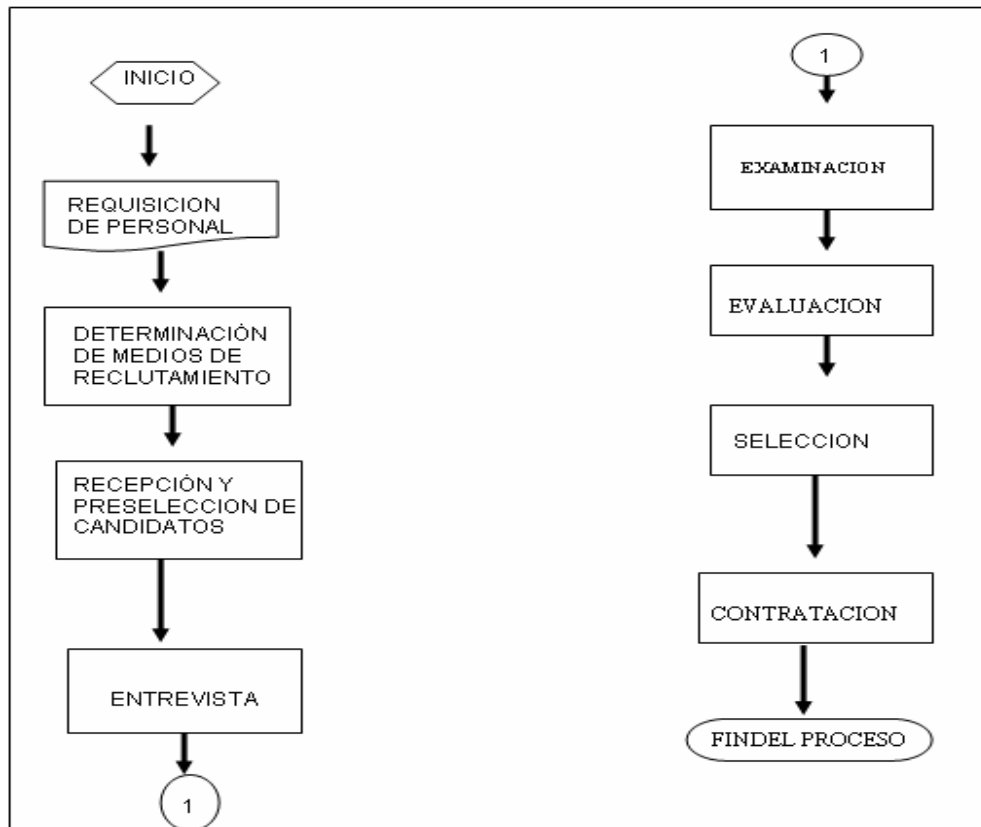 INICIO
REQUISICION
DE PERSONAL
DETERMINACIÓN
DE MEDIOS DE
RECLUTAMIENTO
RECEPCIÓN Y
PRESELECCION DE
CANDIDATOS
ENTREVISTA
1
1
EXAMINACION
EVALUACION
SELECCION
CONTRATACION
FINDEL PROCESO